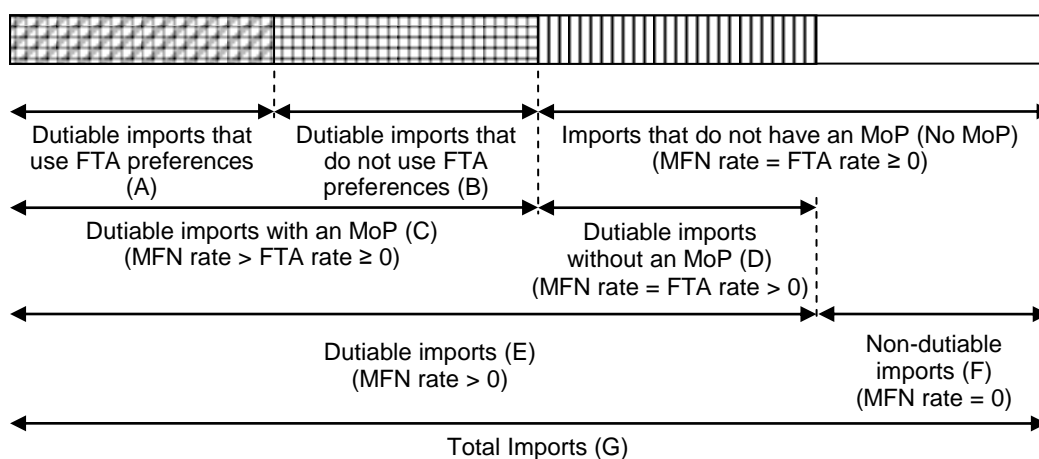 Dutiable imports that
use FTA preferences
(A)
Dutiable imports that
do not use FTA
preferences (B)
Imports that do not have an MoP (No MoP)
(MFN rate = FTA rate ≥ 0)
Dutiable imports with an MoP (C)
(MFN rate > FTA rate ≥ 0)
Dutiable imports
without an MoP (D)
(MFN rate = FTA rate > 0)
Dutiable imports (E)
(MFN rate > 0)
Non-dutiable
imports (F)
(MFN rate = 0)
Total Imports (G)